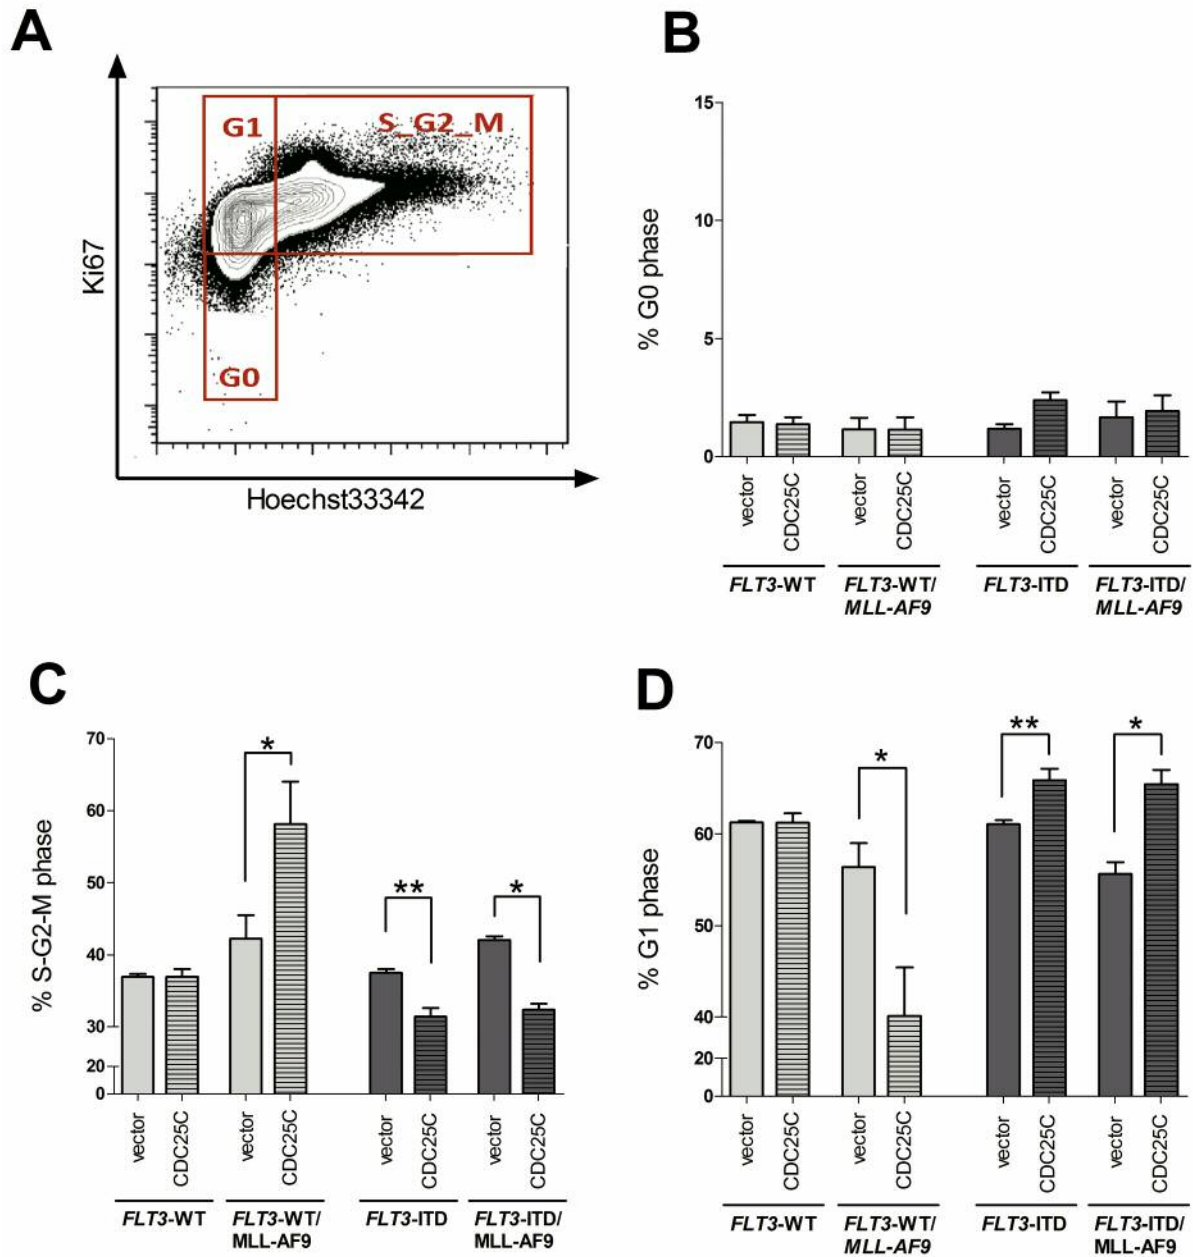 A
G1
S_G2_M
G0
Ki67
Hoechst33342
B
% G0 phase
15
10
5
0
vector
CDC25C
vector
CDC25C
vector
CDC25C
vector
CDC25C
FLT3-WT
FLT3-WT/
MLL-AF9
FLT3-ITD
FLT3-ITD/
MLL-AF9
C
% S-G2-M phase
70
60
50
40
30
20
0
*
**
*
vector
CDC25C
vector
CDC25C
vector
CDC25C
vector
CDC25C
FLT3-WT
FLT3-WT/
MLL-AF9
FLT3-ITD
FLT3-ITD/
MLL-AF9
D
% G1 phase
70
60
50
40
20
0
*
**
*
vector
CDC25C
vector
CDC25C
vector
CDC25C
vector
CDC25C
FLT3-WT
FLT3-WT/
MLL-AF9
FLT3-ITD
FLT3-ITD/
MLL-AF9